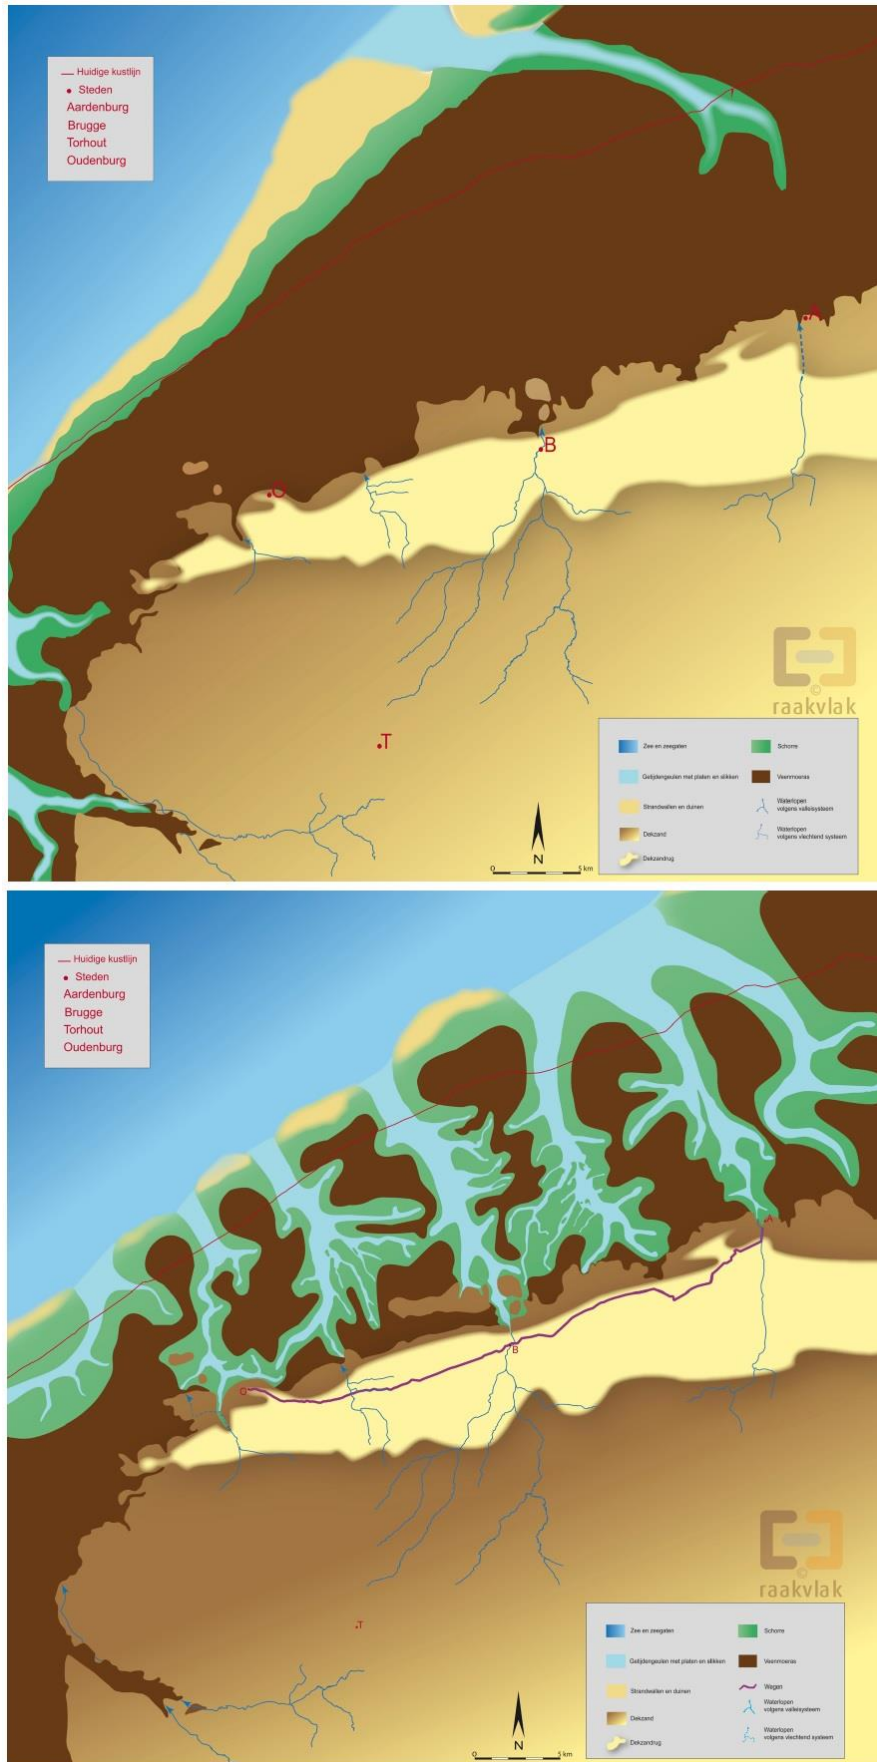 Huidige kustlijn
Steden
Aardenburg
Brugge
Torhout
Oudenburg
A
B
O
T
©
raakvlak
Zee en zeegaten
Schorre
Getijdengeulen met platen en slikken
Veenmoeras
Strandwallen en duinen
Waterlopen
volgens valleisysteem
Dekzand
Waterlopen
volgens vlechtend systeem
Dekzandrug
N
0
5 km
Huidige kustlijn
Steden
Aardenburg
Brugge
Torhout
Oudenburg
A
B
O
T
©
raakvlak
Zee en zeegaten
Schorre
Getijdengeulen met platen en slikken
Veenmoeras
Strandwallen en duinen
Wegen
Waterlopen
volgens valleisysteem
Dekzand
Waterlopen
volgens vlechtend systeem
Dekzandrug
N
0
5 km